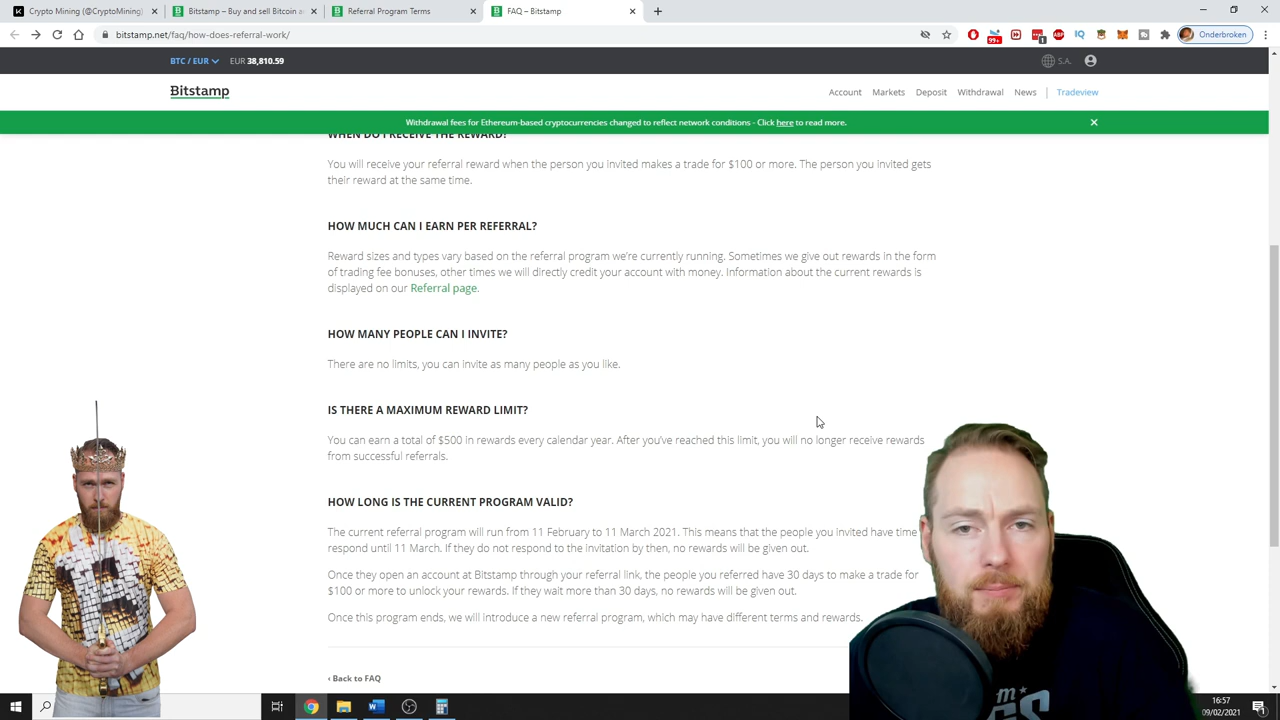 Crypto Mining (@CryptoMining)
Bitstamp – Buy and sell Bitcoin a
Referral Program Terms
FAQ – Bitstamp
bitstamp.net/faq/how-does-referral-work/
99+
1
ABP
IQ
Onderbroken
BTC / EUR
EUR 38,810.59
S.A.
Bitstamp
Account
Markets
Deposit
Withdrawal
News
Tradeview
Withdrawal fees for Ethereum-based cryptocurrencies changed to reflect network conditions - Click here to read more.
WHEN DO I RECEIVE THE REWARD?
You will receive your referral reward when the person you invited makes a trade for $100 or more. The person you invited gets
their reward at the same time.
HOW MUCH CAN I EARN PER REFERRAL?
Reward sizes and types vary based on the referral program we're currently running. Sometimes we give out rewards in the form
of trading fee bonuses, other times we will directly credit your account with money. Information about the current rewards is
displayed on our Referral page.
HOW MANY PEOPLE CAN I INVITE?
There are no limits, you can invite as many people as you like.
IS THERE A MAXIMUM REWARD LIMIT?
You can earn a total of $500 in rewards every calendar year. After you've reached this limit, you will no longer receive rewards
from successful referrals.
HOW LONG IS THE CURRENT PROGRAM VALID?
The current referral program will run from 11 February to 11 March 2021. This means that the people you invited have time
respond until 11 March. If they do not respond to the invitation by then, no rewards will be given out.
Once they open an account at Bitstamp through your referral link, the people you referred have 30 days to make a trade for
$100 or more to unlock your rewards. If they wait more than 30 days, no rewards will be given out.
Once this program ends, we will introduce a new referral program, which may have different terms and rewards.
‹ Back to FAQ
16:57
09/02/2021